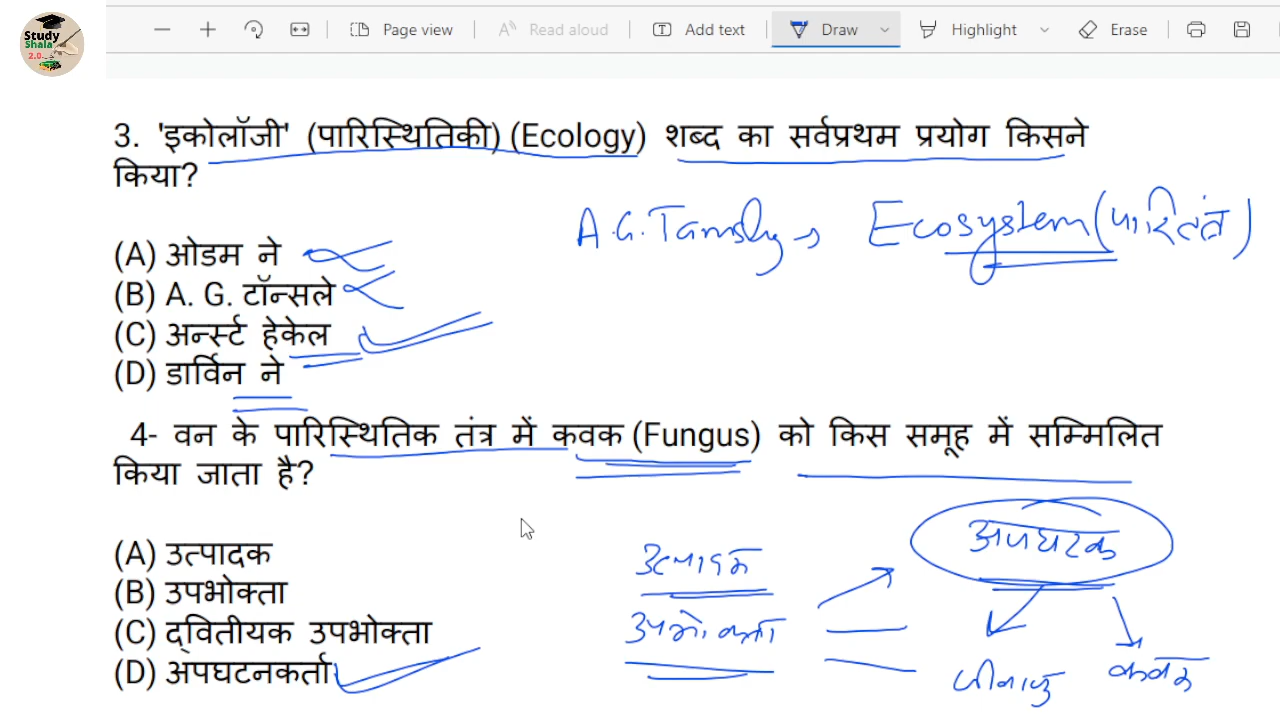 Study
Shala
2.0
Page view
Read aloud
Add text
Draw
Highlight
Erase
3. 'इकोलॉजी' (पारिस्थितिकी) (Ecology) शब्द का सर्वप्रथम प्रयोग किसने
किया?
A.G.Tansly → Ecosystem (पारितंत्र)
(A) ओडम ने
(B) A. G. टॉन्सले
(C) अर्न्स्ट हेकेल
(D) डार्विन ने
4- वन के पारिस्थितिक तंत्र में कवक (Fungus) को किस समूह में सम्मिलित
किया जाता है?
(A) उत्पादक
(B) उपभोक्ता
(C) द्वितीयक उपभोक्ता
(D) अपघटनकर्ता
उत्पादक
उपभोक्ता
अपघटक
जीवाणु
कवक